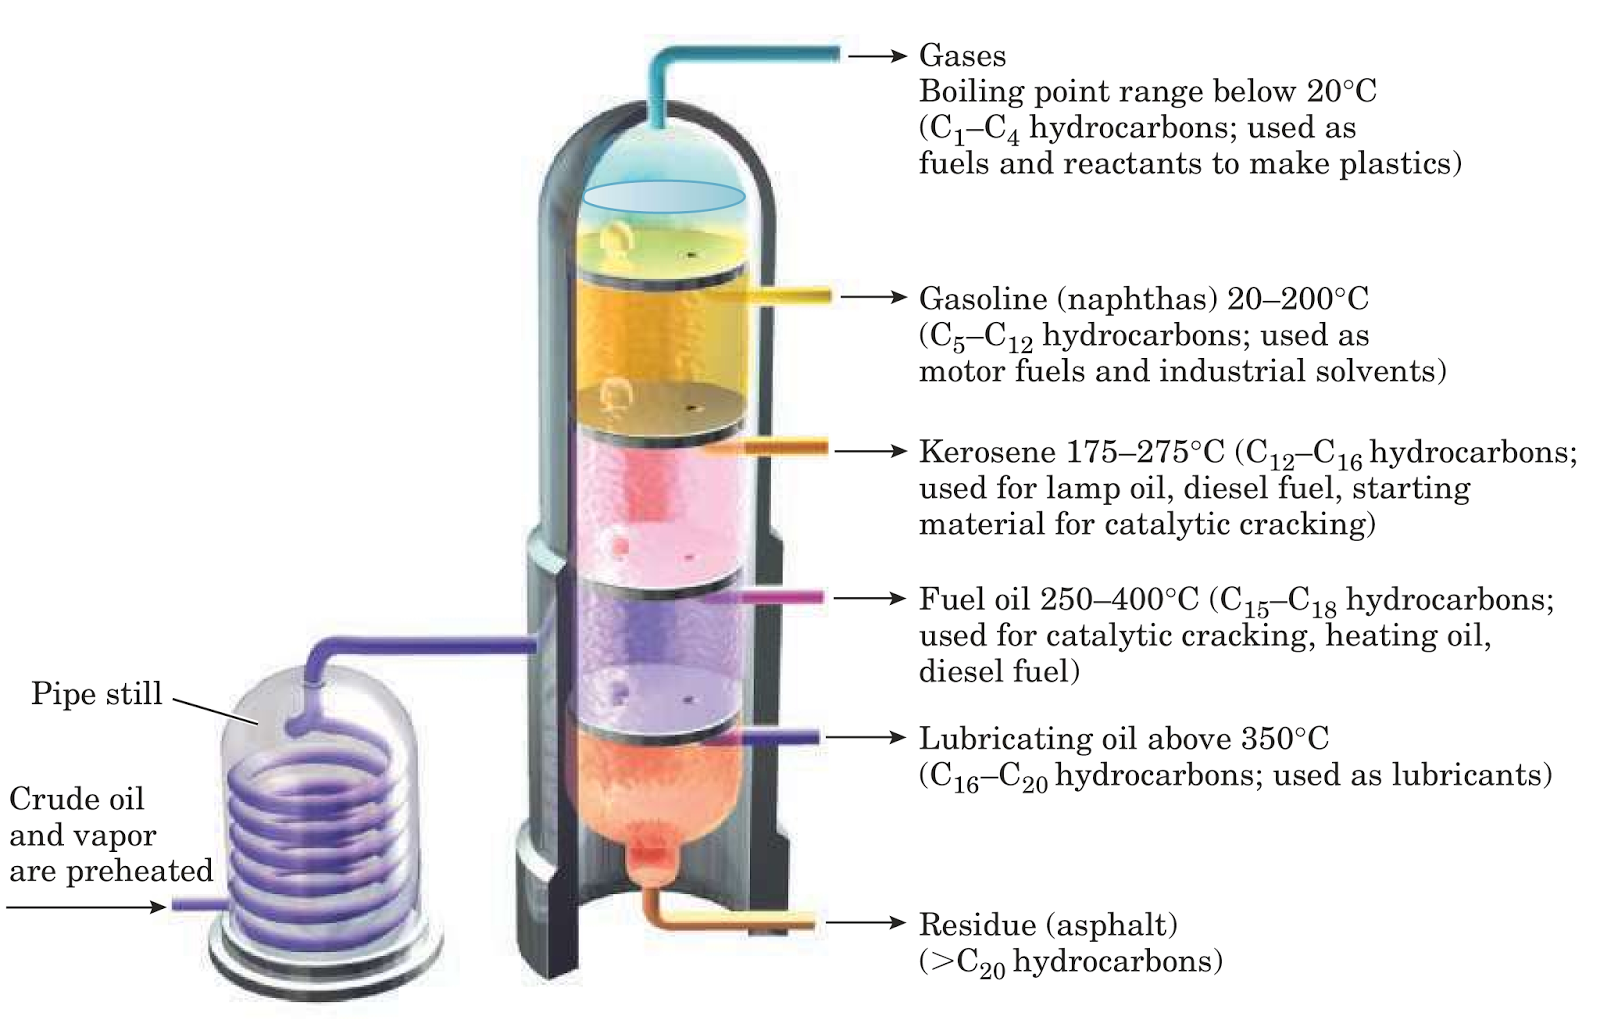 Gases
Boiling point range below 20°C
(C₁–C₄ hydrocarbons; used as
fuels and reactants to make plastics)
Gasoline (naphthas) 20–200°C
(C₅–C₁₂ hydrocarbons; used as
motor fuels and industrial solvents)
Kerosene 175–275°C (C₁₂–C₁₆ hydrocarbons;
used for lamp oil, diesel fuel, starting
material for catalytic cracking)
Fuel oil 250–400°C (C₁₅–C₁₈ hydrocarbons;
used for catalytic cracking, heating oil,
diesel fuel)
Pipe still
Lubricating oil above 350°C
(C₁₆–C₂₀ hydrocarbons; used as lubricants)
Crude oil
and vapor
are preheated
Residue (asphalt)
(>C₂₀ hydrocarbons)